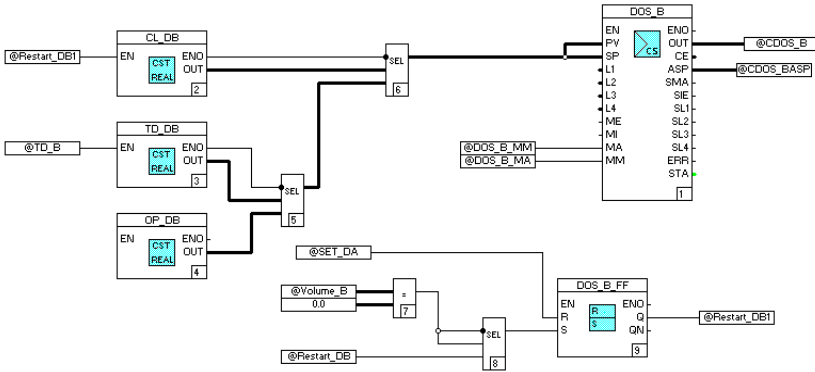 DOS_B
EN ENO
PV OUT @CDOS_B
SP CS CE
L1 ASP @CDOS_BASP
L2 SMA
L3 SIE
L4 SL1
ME SL2
MI SL3
@DOS_B_MM MA SL4
@DOS_B_MA MM ERR
STA
1
CL_DB
@Restart_DB1 EN ENO
CST REAL OUT
2
SEL
6
TD_DB
@TD_B EN ENO
CST REAL OUT
3
SEL
5
OP_DB
EN ENO
CST REAL OUT
4
@SET_DA
@Volume_B
0.0
=
7
@Restart_DB
SEL
8
DOS_B_FF
EN ENO
R R Q @Restart_DB1
S S QN
9